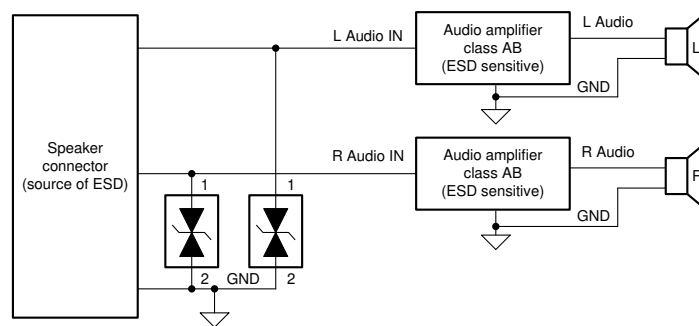 Speaker
connector
(source of ESD)
L Audio IN
Audio amplifier
class AB
(ESD sensitive)
L Audio
GND
L
R Audio IN
Audio amplifier
class AB
(ESD sensitive)
R Audio
GND
R
1
1
2
GND
2